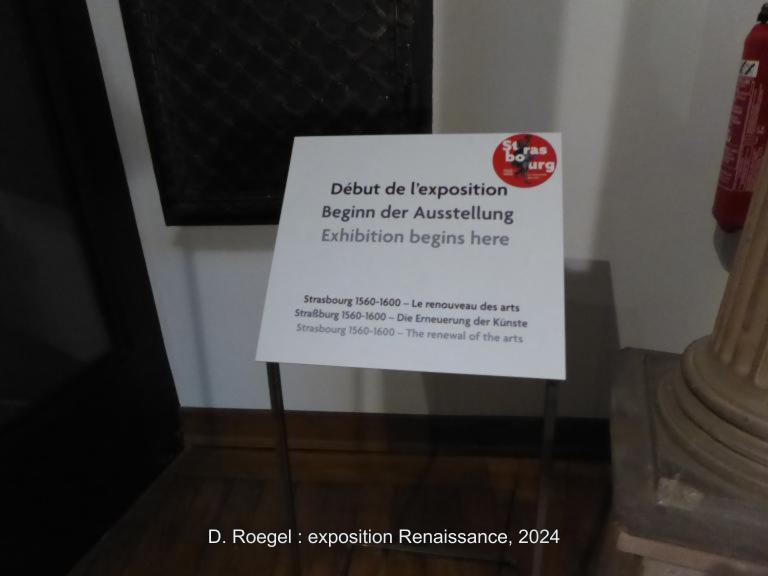 Stras
bourg
Début de l'exposition
Beginn der Ausstellung
Exhibition begins here
Strasbourg 1560-1600 – Le renouveau des arts
Straßburg 1560-1600 – Die Erneuerung der Künste
Strasbourg 1560-1600 – The renewal of the arts
D. Roegel : exposition Renaissance, 2024